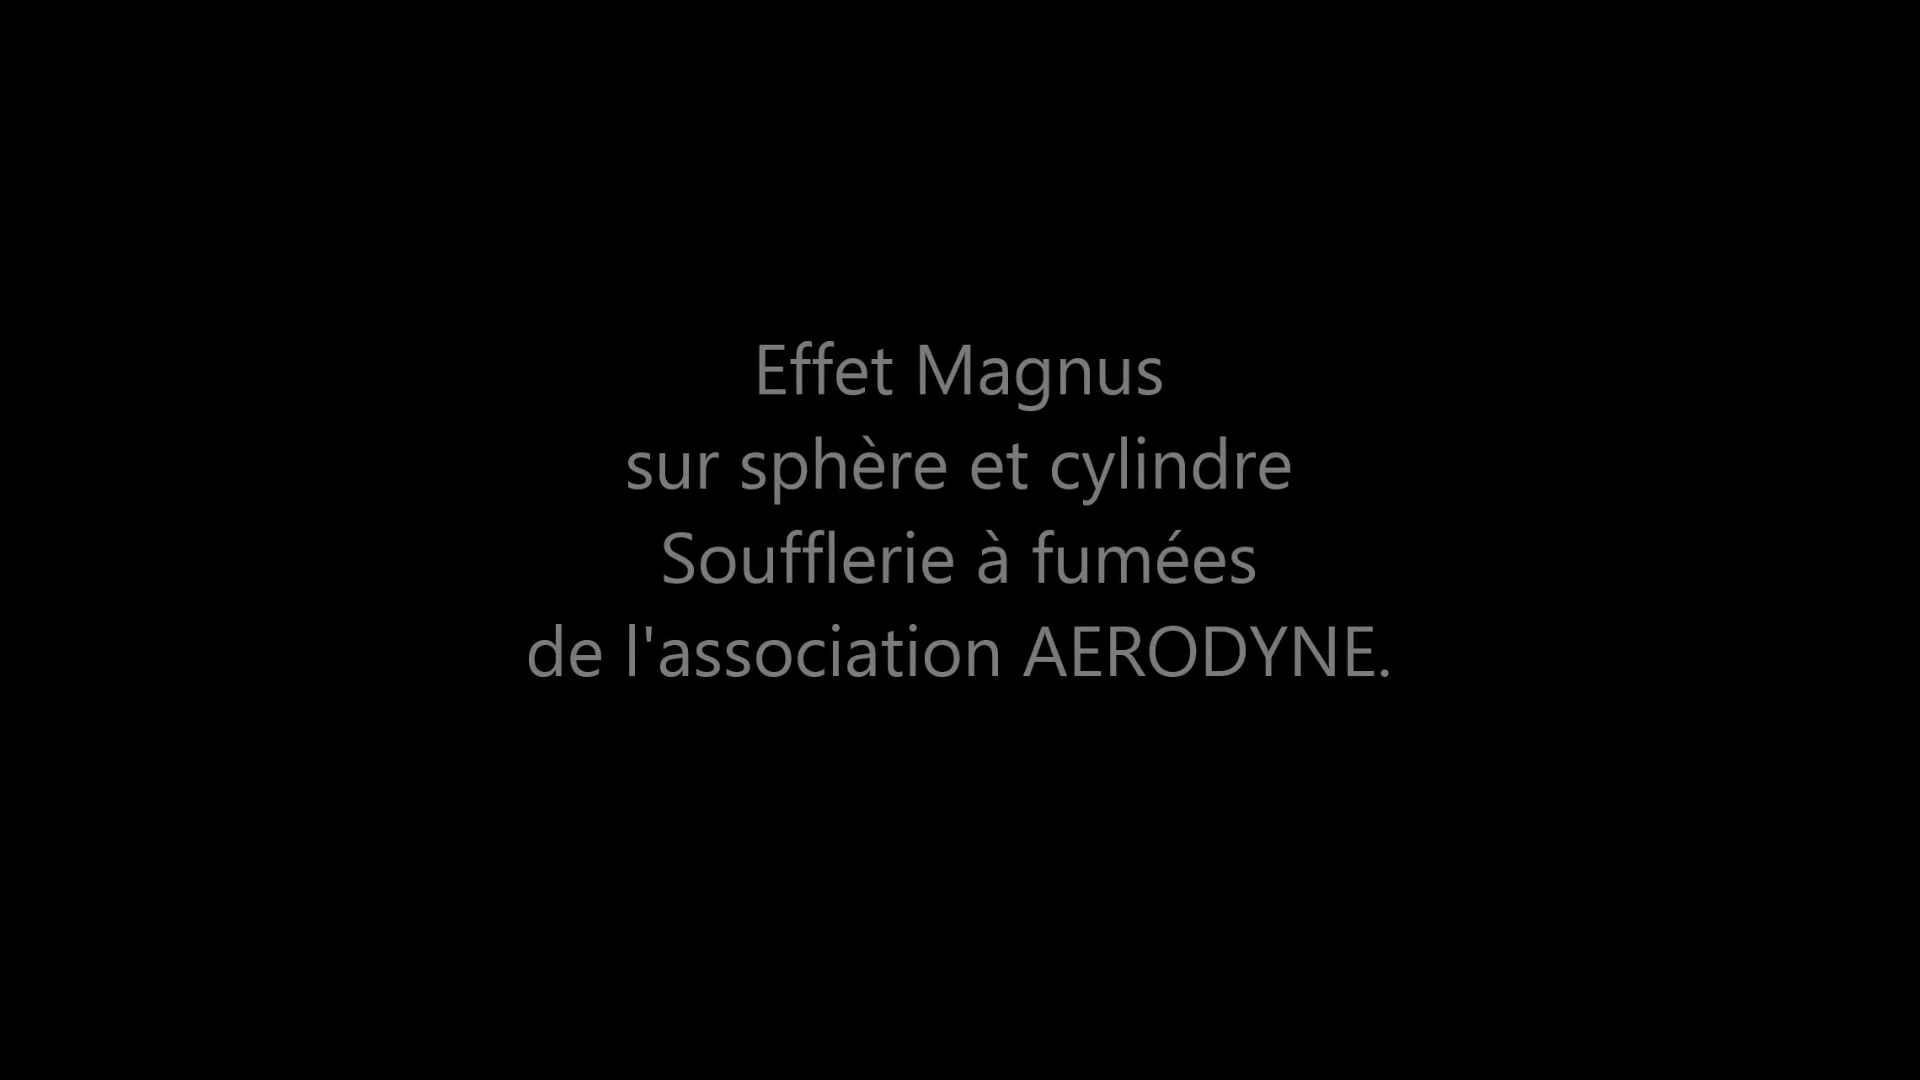 Effet Magnus
sur sphère et cylindre
Soufflerie à fumées
de l'association AERODYNE.